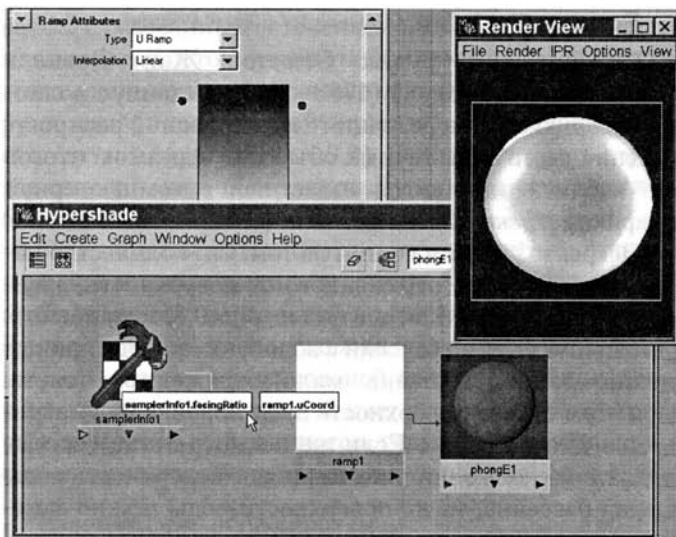 Ramp Attributes
Type U Ramp
Interpolation Linear
Render View
File Render IPR Options View
Hypershade
Edit Create Graph Window Options Help
phongE1
samplerInfo1.facingRatio ramp1.uCoord
samplerInfo1
ramp1
phongE1